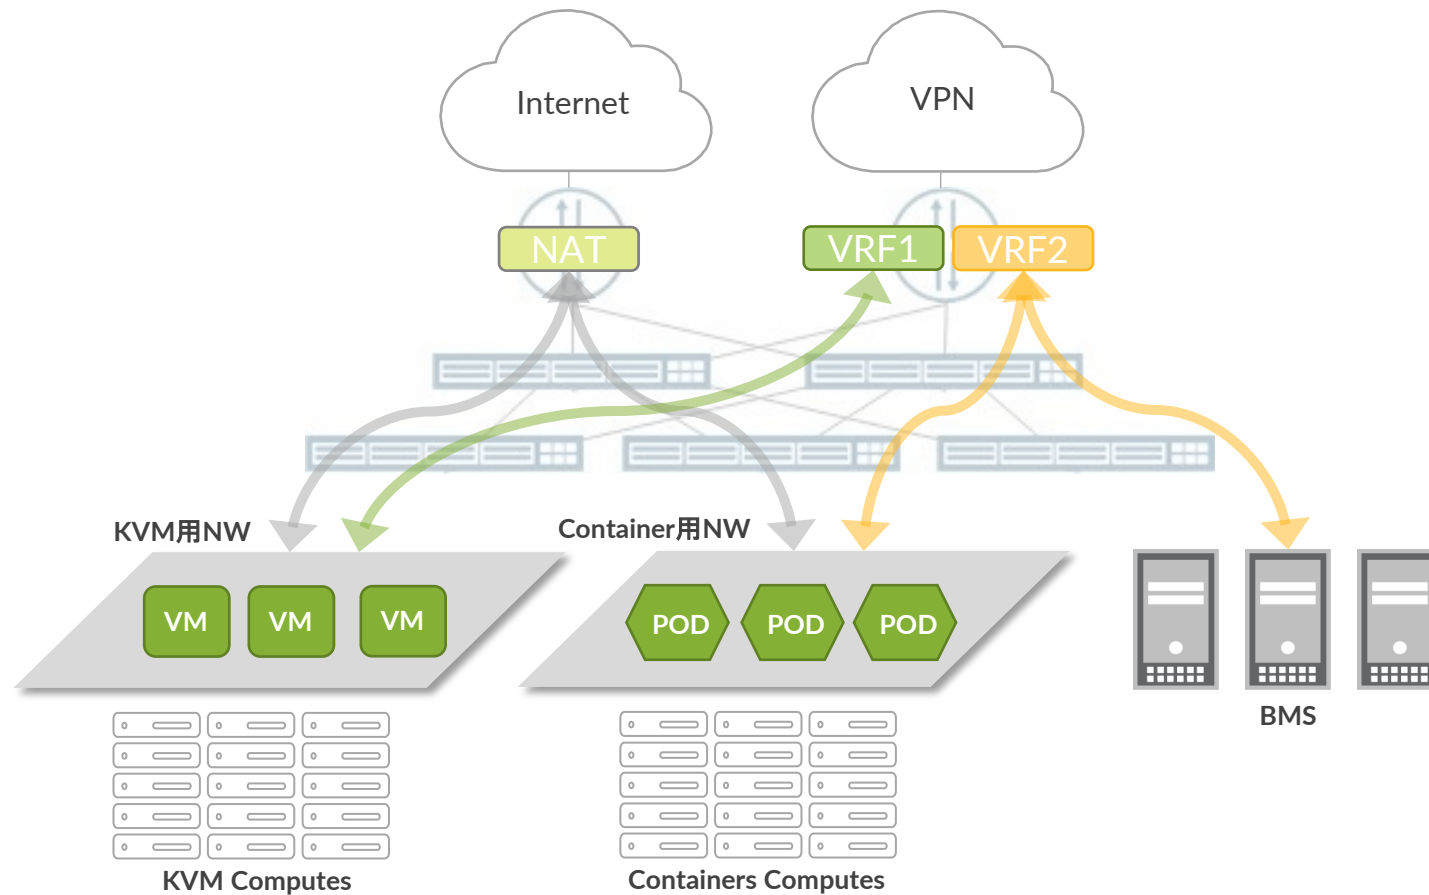 Internet
VPN
NAT
VRF1
VRF2
KVM用NW
Container用NW
VM
VM
VM
POD
POD
POD
BMS
KVM Computes
Containers Computes